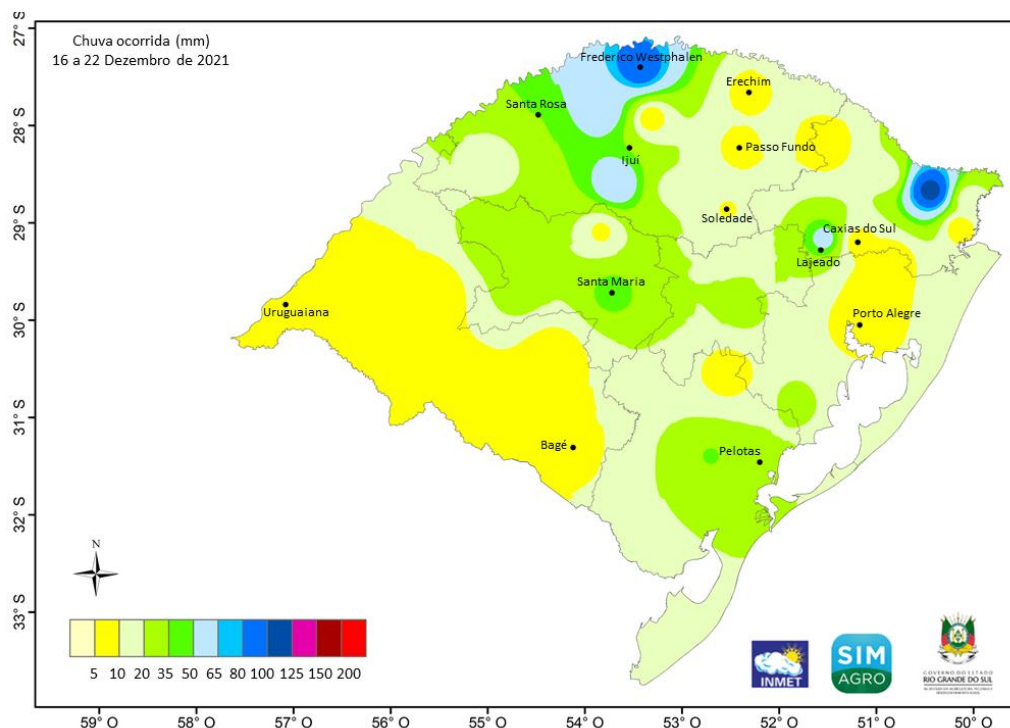 Chuva ocorrida (mm)
16 a 22 Dezembro de 2021
27° S
28° S
29° S
30° S
31° S
32° S
33° S
Frederico Westphalen
Erechim
Santa Rosa
Passo Fundo
Ijuí
Soledade
Caxias do Sul
Lajeado
Santa Maria
Uruguaiana
Porto Alegre
Bagé
Pelotas
N
5 10 20 35 50 65 80 100 125 150 200
INMET
SIM
AGRO
GOVERNO DO ESTADO
RIO GRANDE DO SUL
59° O 58° O 57° O 56° O 55° O 54° O 53° O 52° O 51° O 50° O